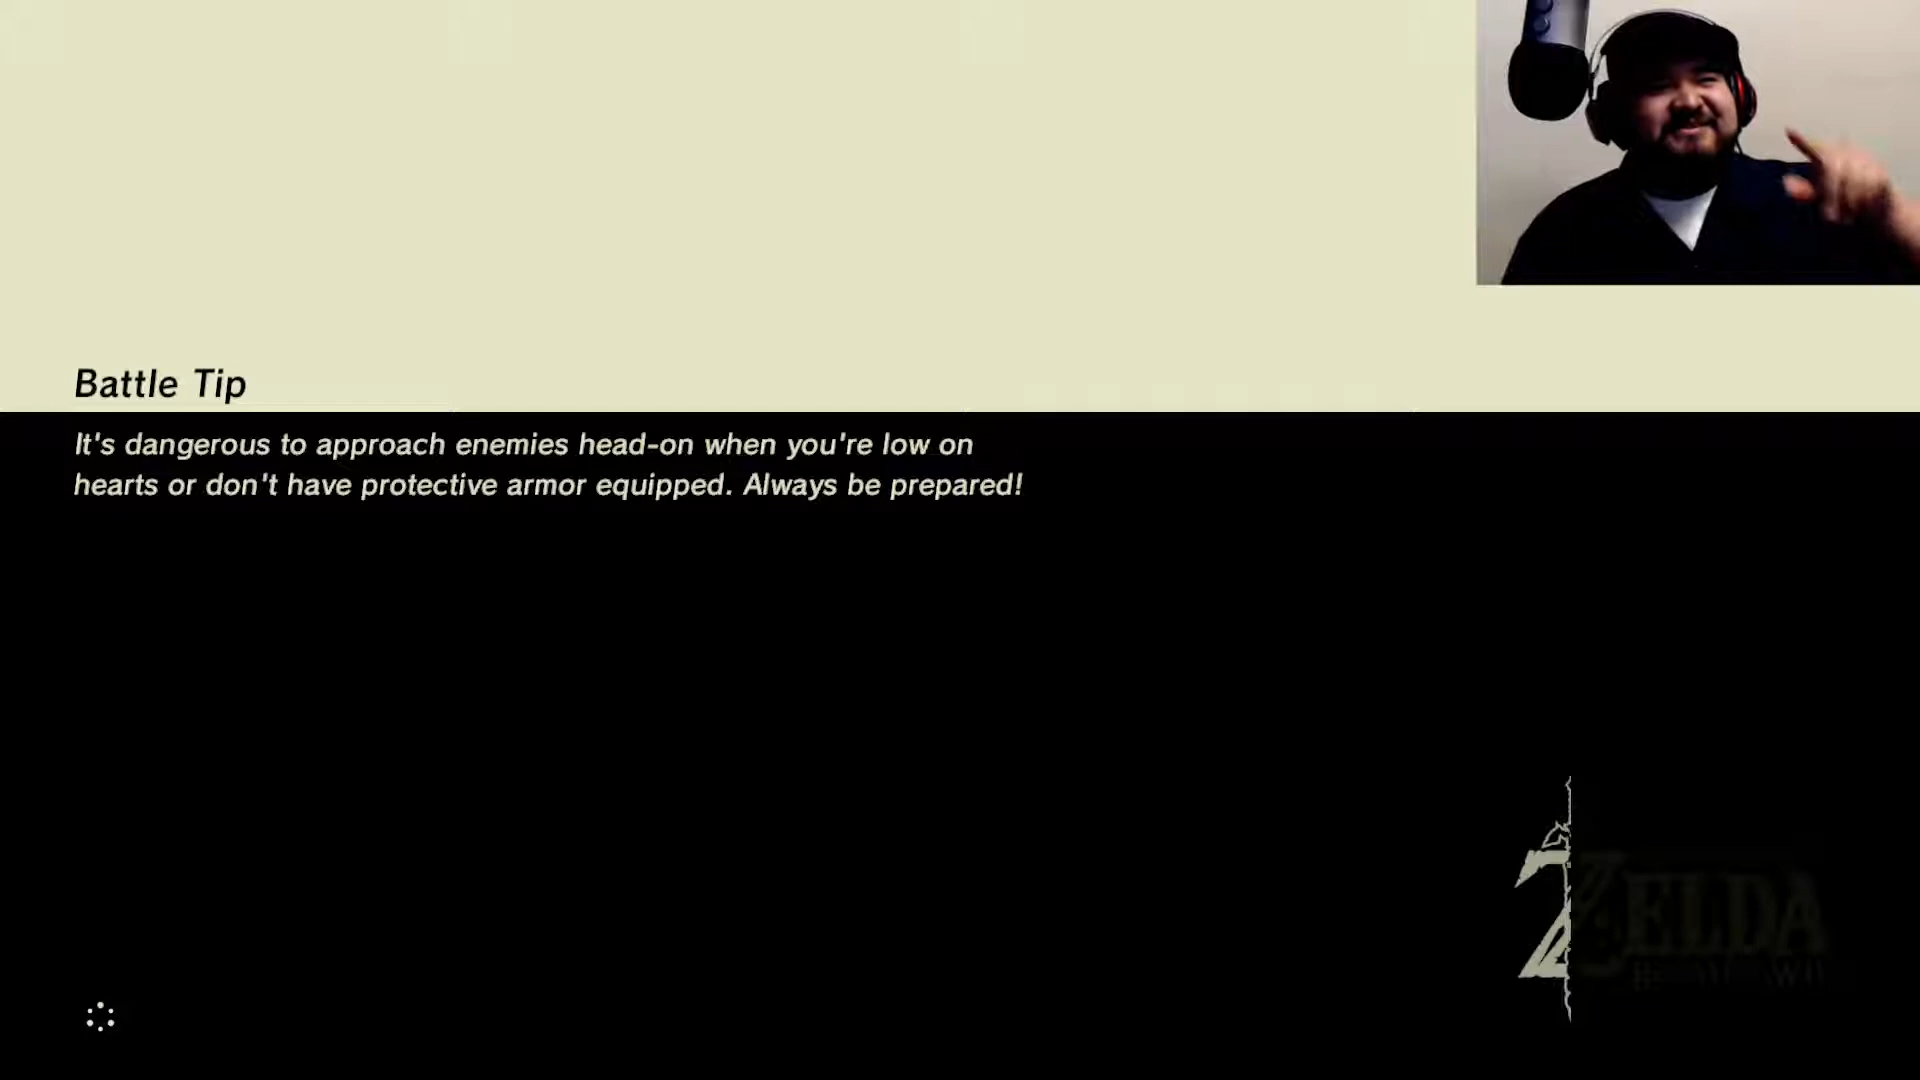 Battle Tip
It's dangerous to approach enemies head-on when you're low on
hearts or don't have protective armor equipped. Always be prepared!
ZELDA